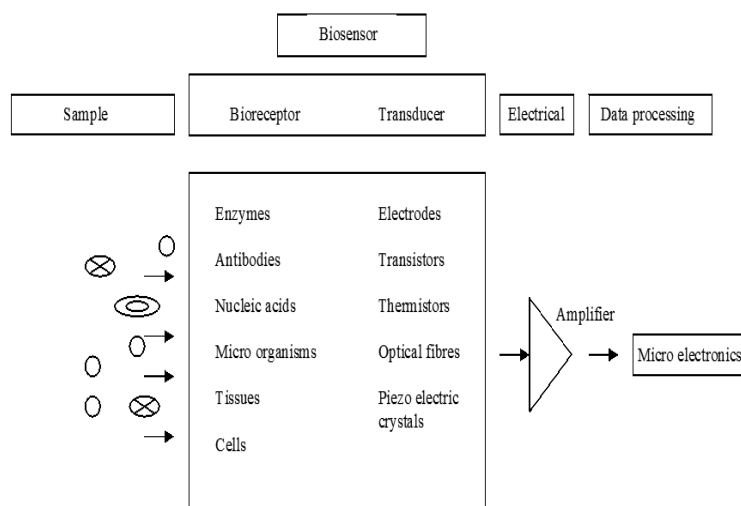 Biosensor
Sample
Bioreceptor
Transducer
Electrical
Data processing
Enzymes
Electrodes
Antibodies
Transistors
Nucleic acids
Thermistors
Amplifier
Micro organisms
Optical fibres
Micro electronics
Tissues
Piezo electric
crystals
Cells